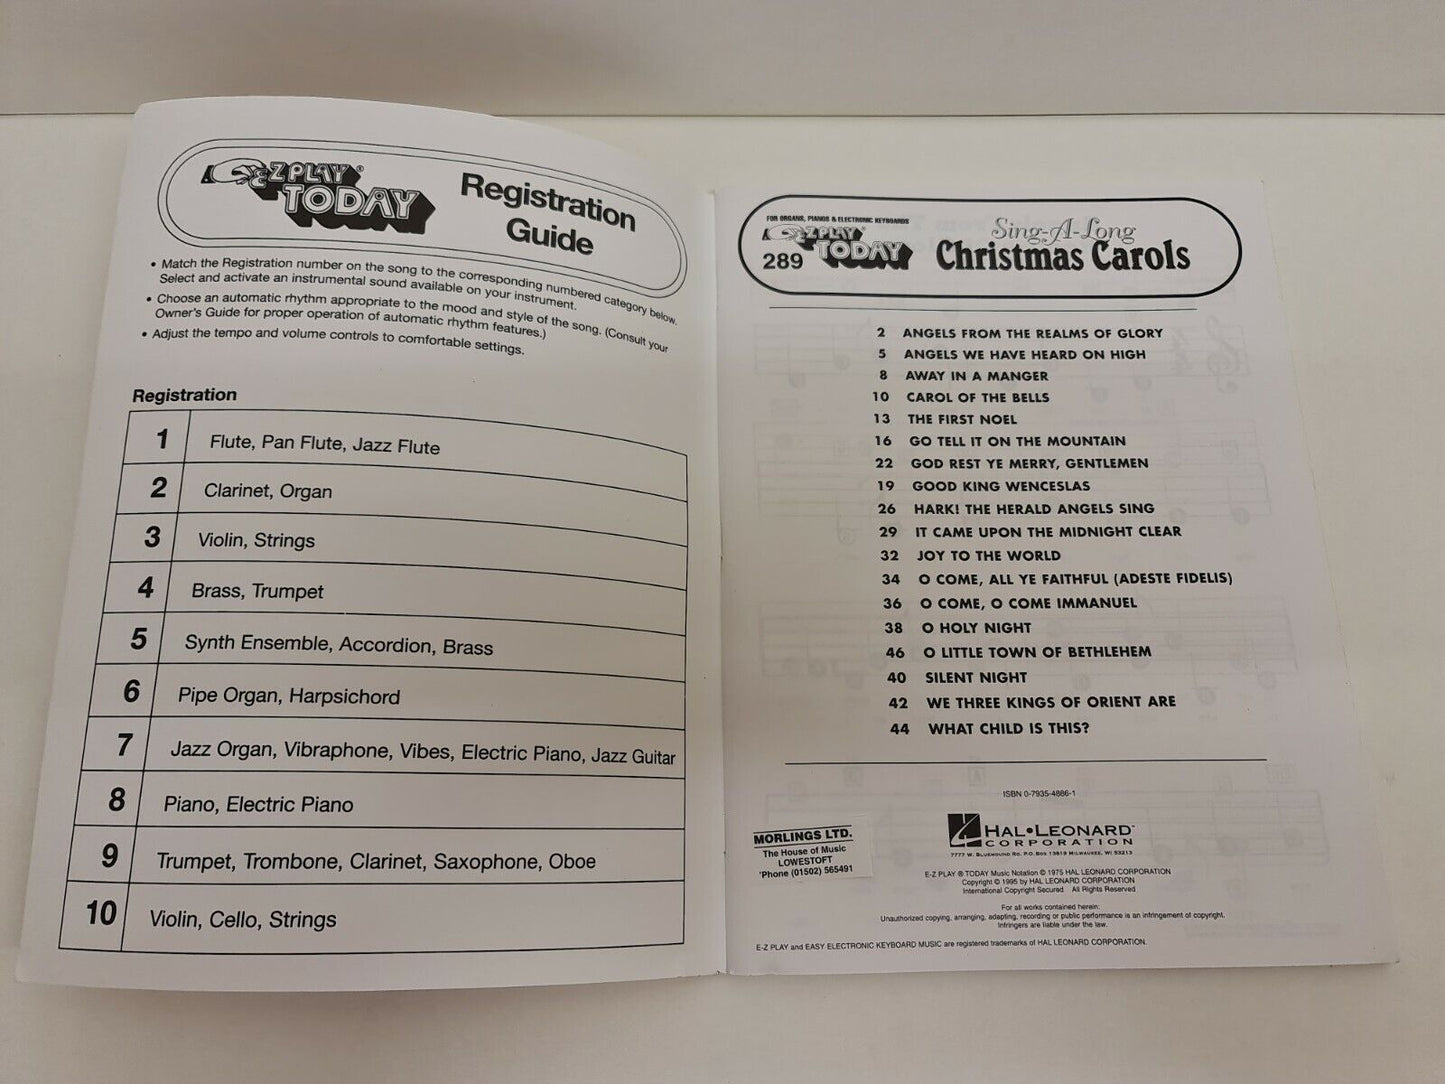 EZ PLAY ® TODAY
Registration
Guide
• Match the Registration number on the song to the corresponding numbered category below.
Select and activate an instrumental sound available on your instrument.
• Choose an automatic rhythm appropriate to the mood and style of the song. (Consult your
Owner's Guide for proper operation of automatic rhythm features.)
• Adjust the tempo and volume controls to comfortable settings.
Registration
1 Flute, Pan Flute, Jazz Flute
2 Clarinet, Organ
3 Violin, Strings
4 Brass, Trumpet
5 Synth Ensemble, Accordion, Brass
6 Pipe Organ, Harpsichord
7 Jazz Organ, Vibraphone, Vibes, Electric Piano, Jazz Guitar
8 Piano, Electric Piano
9 Trumpet, Trombone, Clarinet, Saxophone, Oboe
10 Violin, Cello, Strings
FOR ORGANS, PIANOS & ELECTRONIC KEYBOARDS
EZ PLAY TODAY
289
Sing-A-Long
Christmas Carols
2 ANGELS FROM THE REALMS OF GLORY
5 ANGELS WE HAVE HEARD ON HIGH
8 AWAY IN A MANGER
10 CAROL OF THE BELLS
13 THE FIRST NOEL
16 GO TELL IT ON THE MOUNTAIN
22 GOD REST YE MERRY, GENTLEMEN
19 GOOD KING WENCESLAS
26 HARK! THE HERALD ANGELS SING
29 IT CAME UPON THE MIDNIGHT CLEAR
32 JOY TO THE WORLD
34 O COME, ALL YE FAITHFUL (ADESTE FIDELIS)
36 O COME, O COME IMMANUEL
38 O HOLY NIGHT
46 O LITTLE TOWN OF BETHLEHEM
40 SILENT NIGHT
42 WE THREE KINGS OF ORIENT ARE
44 WHAT CHILD IS THIS?
ISBN 0-7935-4886-1
HAL•LEONARD™
CORPORATION
7777 W. BLUEMOUND RD. P.O. BOX 13819 MILWAUKEE, WI 53213
MORLINGS LTD.
The House of Music
LOWESTOFT
'Phone (01502) 565491
E-Z PLAY ® TODAY Music Notation © 1975 HAL LEONARD CORPORATION
Copyright © 1995 by HAL LEONARD CORPORATION
International Copyright Secured All Rights Reserved
For all works contained herein:
Unauthorized copying, arranging, adapting, recording or public performance is an infringement of copyright.
Infringers are liable under the law.
E-Z PLAY and EASY ELECTRONIC KEYBOARD MUSIC are registered trademarks of HAL LEONARD CORPORATION.